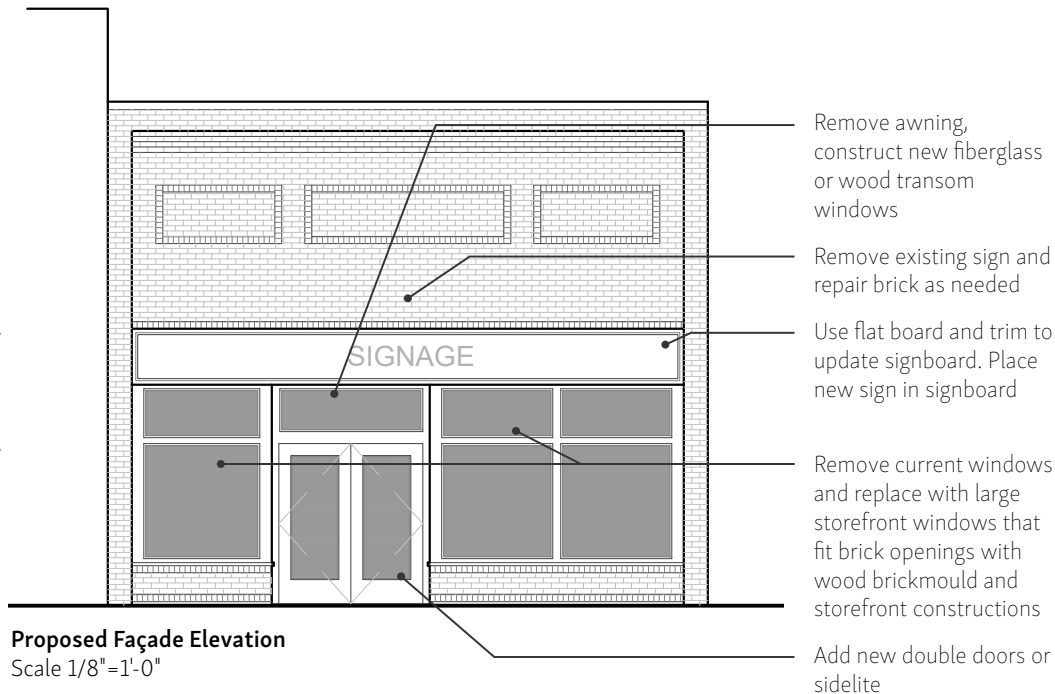 Remove awning,
construct new fiberglass
or wood transom
windows
Remove existing sign and
repair brick as needed
Use flat board and trim to
update signboard. Place
new sign in signboard
SIGNAGE
Remove current windows
and replace with large
storefront windows that
fit brick openings with
wood brickmould and
storefront constructions
Add new double doors or
sidelite
Proposed Façade Elevation
Scale 1/8"=1'-0"